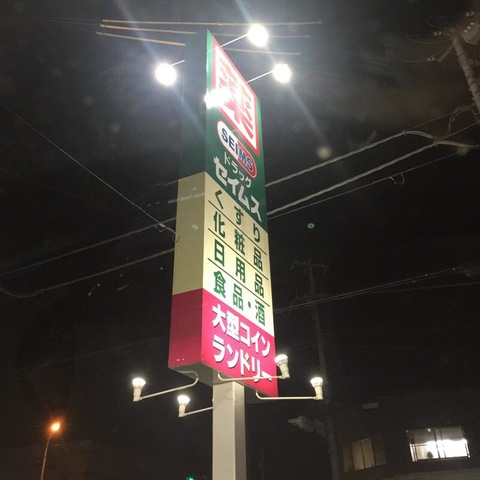 薬
SEIMS
ドラッグ
セイムス
くすり
化粧品
日用品
食品・酒
大型コイン
ランドリー